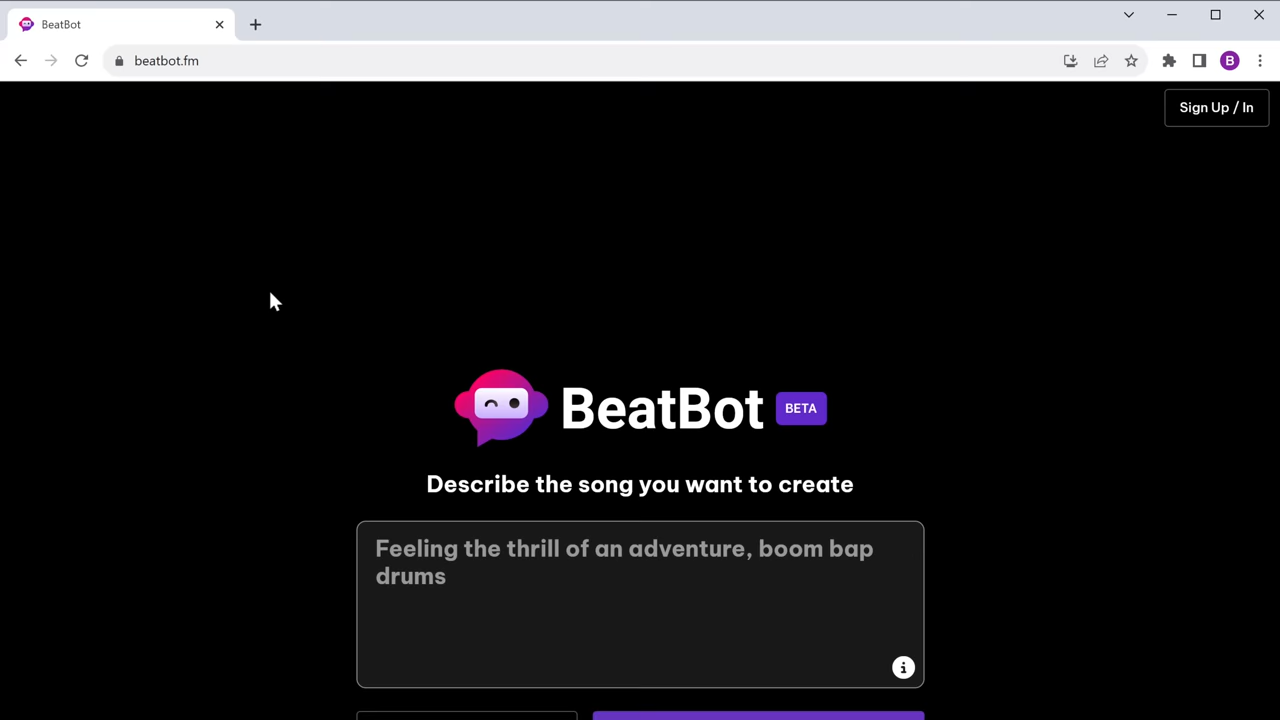 BeatBot
beatbot.fm
B
Sign Up / In
BeatBot BETA
Describe the song you want to create
Feeling the thrill of an adventure, boom bap
drums
i